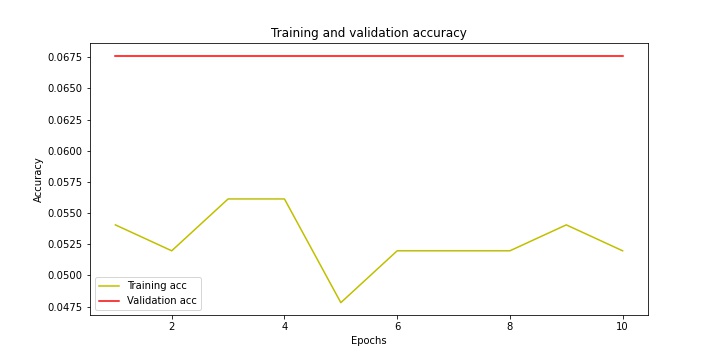 Training and validation accuracy
Accuracy
0.0675
0.0650
0.0625
0.0600
0.0575
0.0550
0.0525
0.0500
0.0475
Training acc
Validation acc
2 4 6 8 10
Epochs